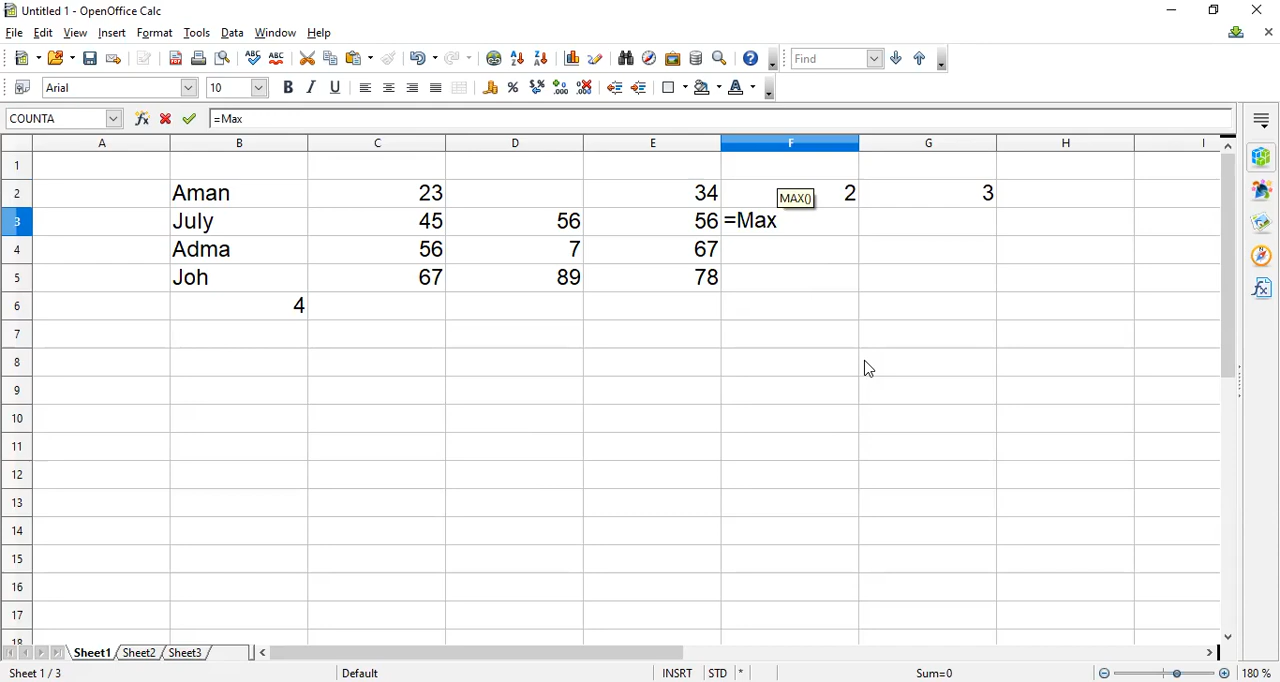 Untitled 1 - OpenOffice Calc
File Edit View Insert Format Tools Data Window Help
Find
Arial 10 B I U
COUNTA =Max
A B C D E F G H I
1
2 Aman 23 34 2 3
MAX()
3 July 45 56 56 =Max
4 Adma 56 7 67
5 Joh 67 89 78
6 4
7
8
9
10
11
12
13
14
15
16
17
18
Sheet1 Sheet2 Sheet3
Sheet 1 / 3 Default INSRT STD * Sum=0 180 %